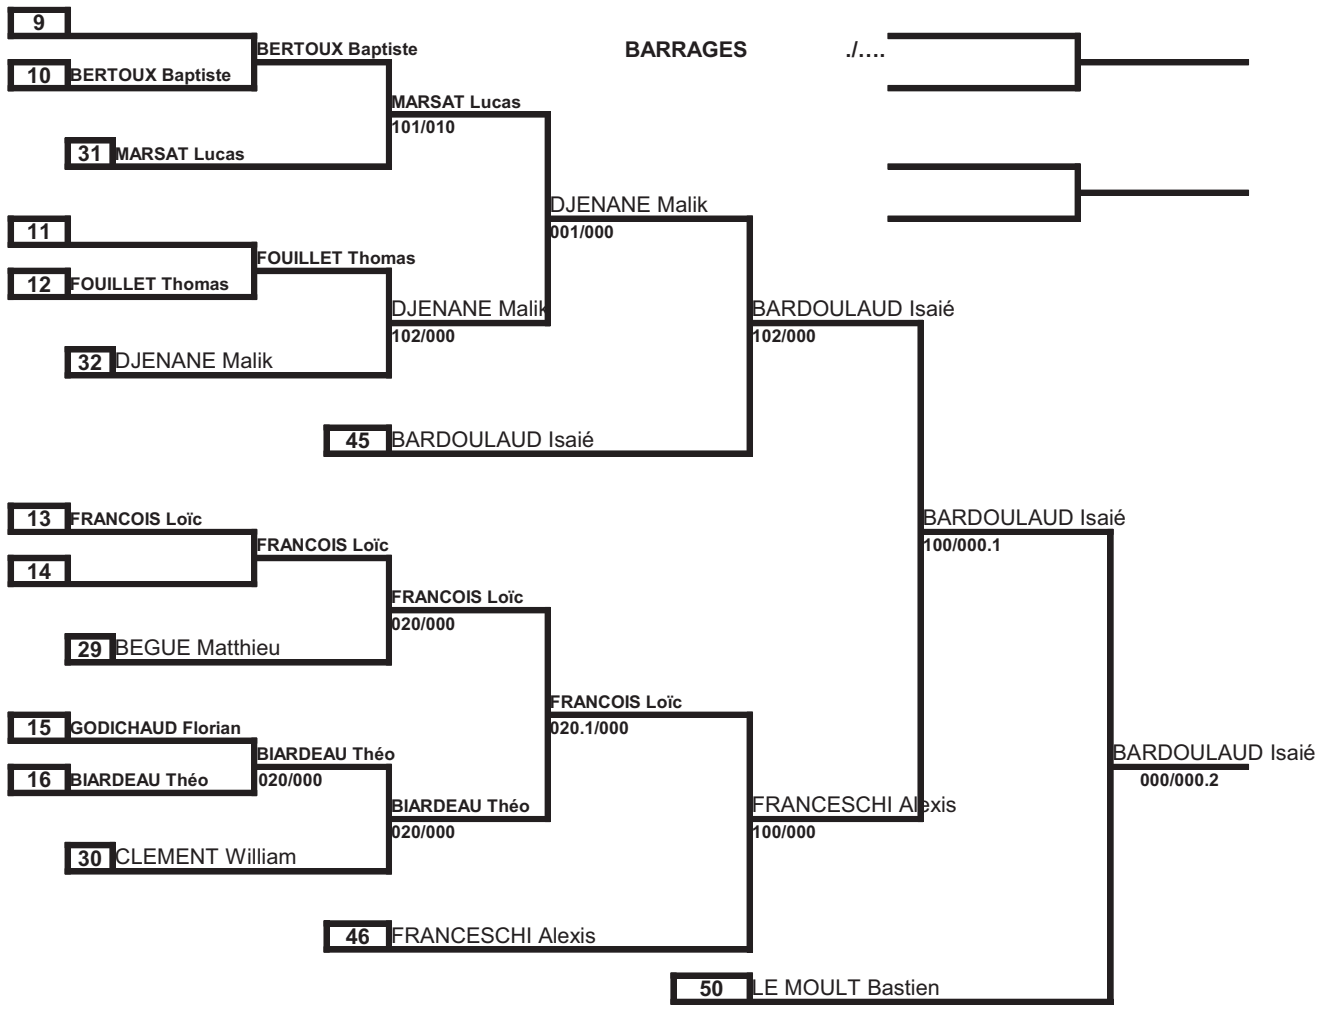 9
BERTOUX Baptiste
BARRAGES ./....
10 BERTOUX Baptiste
MARSAT Lucas
101/010
31 MARSAT Lucas
DJENANE Malik
11
001/000
FOUILLET Thomas
12 FOUILLET Thomas
DJENANE Malik
BARDOULAUD Isaié
102/000
102/000
32 DJENANE Malik
45 BARDOULAUD Isaié
13 FRANCOIS Loïc
BARDOULAUD Isaié
FRANCOIS Loïc
100/000.1
14
FRANCOIS Loïc
020/000
29 BEGUE Matthieu
FRANCOIS Loïc
15 GODICHAUD Florian
020.1/000
BIARDEAU Théo
BARDOULAUD Isaié
16 BIARDEAU Théo
020/000
000/000.2
BIARDEAU Théo
FRANCESCHI Alexis
020/000
100/000
30 CLEMENT William
46 FRANCESCHI Alexis
50 LE MOULT Bastien